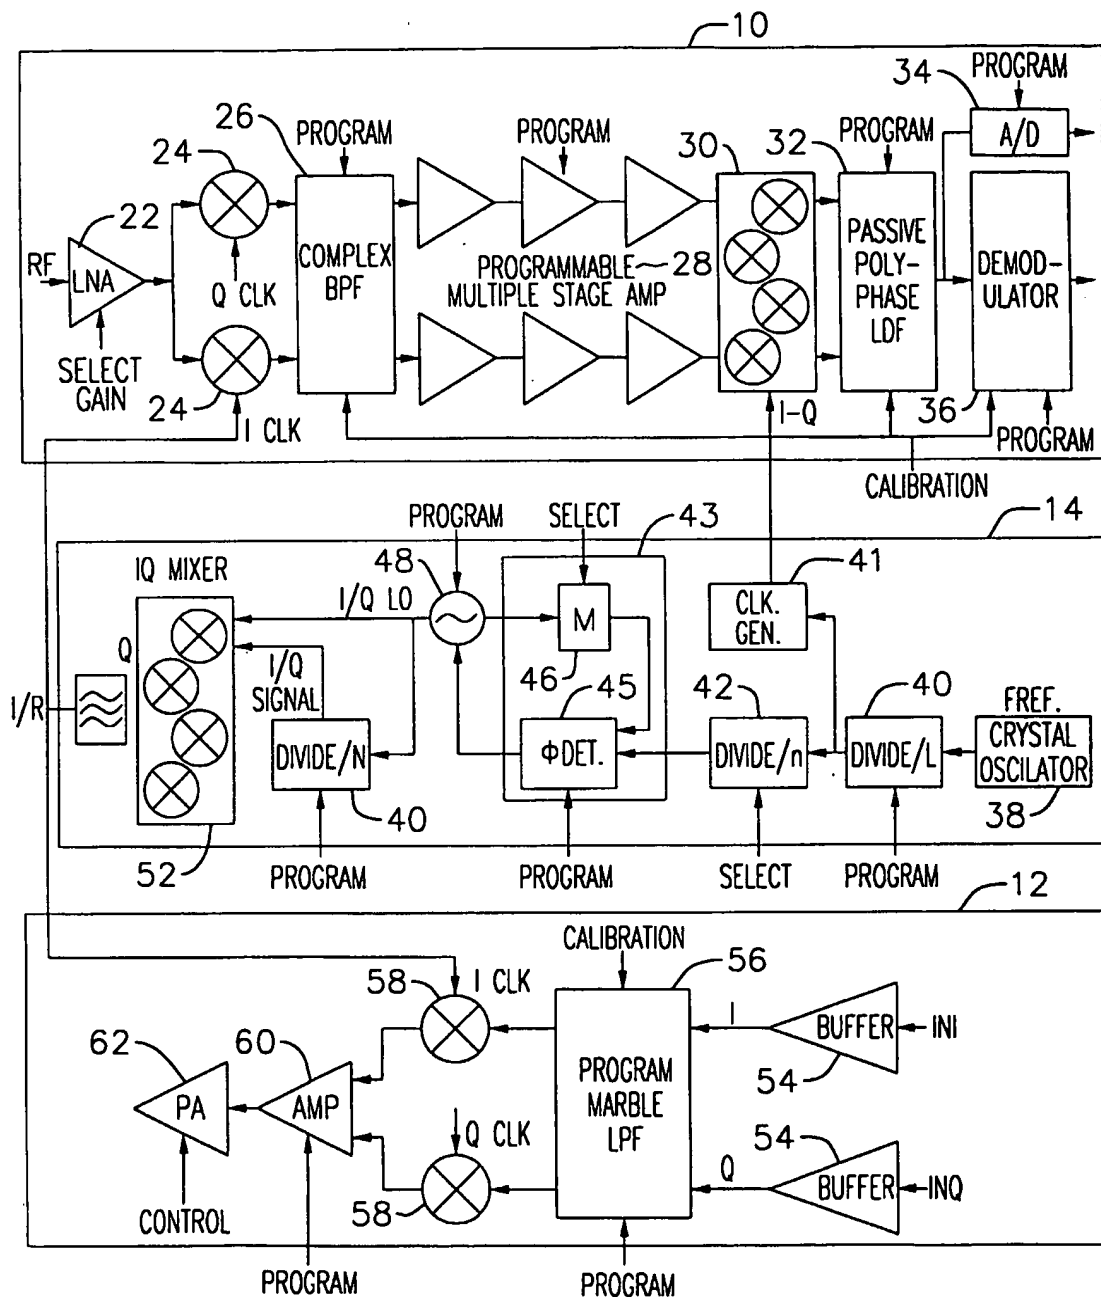 10
PROGRAM
34
A/D
26
PROGRAM
PROGRAM
30
32
PROGRAM
24
22
RF
LNA
Q CLK
COMPLEX
BPF
PROGRAMMABLE
28
MULTIPLE STAGE AMP
PASSIVE
POLY-
PHASE
LDF
DEMOD-
ULATOR
SELECT
GAIN
24
I CLK
I-Q
36
PROGRAM
CALIBRATION
14
PROGRAM
SELECT
43
IQ MIXER
48
I/Q LO
M
46
41
CLK.
GEN.
Q
I/R
I/Q
SIGNAL
45
42
40
FREF.
DIVIDE/N
ΦDET.
DIVIDE/n
DIVIDE/L
CRYSTAL
OSCILATOR
40
38
52
PROGRAM
PROGRAM
SELECT
PROGRAM
12
CALIBRATION
56
58
I CLK
I
BUFFER
INI
54
62
60
PA
AMP
PROGRAM
MARBLE
LPF
Q CLK
54
Q
BUFFER
INQ
58
CONTROL
PROGRAM
PROGRAM